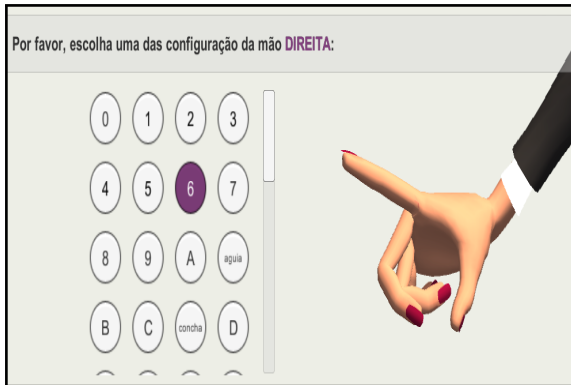 Por favor, escolha uma das configuração da mão DIREITA:
0 1 2 3
4 5 6 7
8 9 A aguia
B C concha D